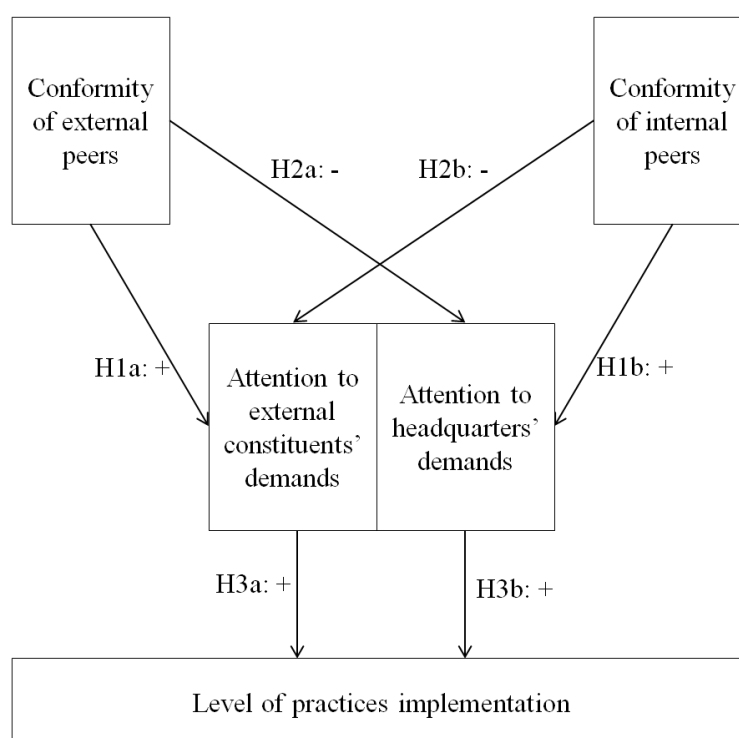 Conformity
of external
peers
Conformity
of internal
peers
H2a: -
H2b: -
H1a: +
H1b: +
Attention to
external
constituents’
demands
Attention to
headquarters’
demands
H3a: +
H3b: +
Level of practices implementation